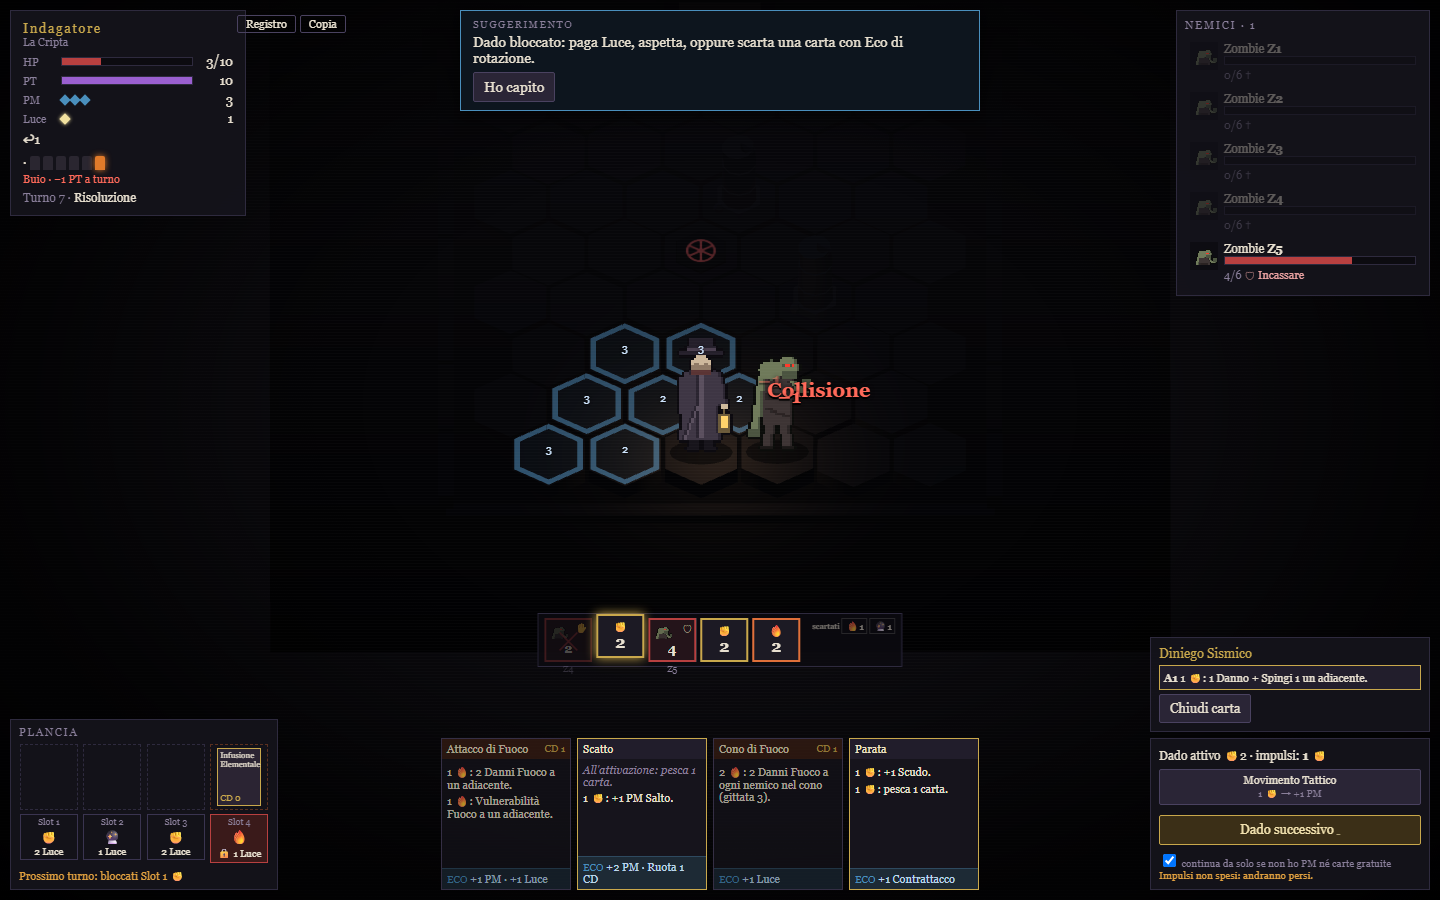 Indagatore
La Cripta
HP 3/10
PT 10
PM 3
Luce 1
↩1
Buio · −1 PT a turno
Turno 7 · Risoluzione
Registro
Copia
SUGGERIMENTO
Dado bloccato: paga Luce, aspetta, oppure scarta una carta con Eco di
rotazione.
Ho capito
NEMICI · 1
Zombie Z1
0/6 †
Zombie Z2
0/6 †
Zombie Z3
0/6 †
Zombie Z4
0/6 †
Zombie Z5
4/6 Incassare
3
3
3
2
2
Collisione
3
2
2
2
4
2
2
Z4
Z5
scartati 1 1
Diniego Sismico
A1 1 : 1 Danno + Spingi 1 un adiacente.
Chiudi carta
Dado attivo 2 · impulsi: 1
Movimento Tattico
1 → +1 PM
Dado successivo
continua da solo se non ho PM né carte gratuite
Impulsi non spesi: andranno persi.
PLANCIA
Infusione
Elementale
CD 0
Slot 1
2 Luce
Slot 2
1 Luce
Slot 3
2 Luce
Slot 4
1 Luce
Prossimo turno: bloccati Slot 1
Attacco di Fuoco CD 1
1 : 2 Danni Fuoco a
un adiacente.
1 : Vulnerabilità
Fuoco a un adiacente.
ECO +1 PM · +1 Luce
Scatto
All'attivazione: pesca 1
carta.
1 : +1 PM Salto.
ECO +2 PM · Ruota 1
CD
Cono di Fuoco CD 1
2 : 2 Danni Fuoco a
ogni nemico nel cono
(gittata 3).
ECO +1 Luce
Parata
1 : +1 Scudo.
1 : pesca 1 carta.
ECO +1 Contrattacco